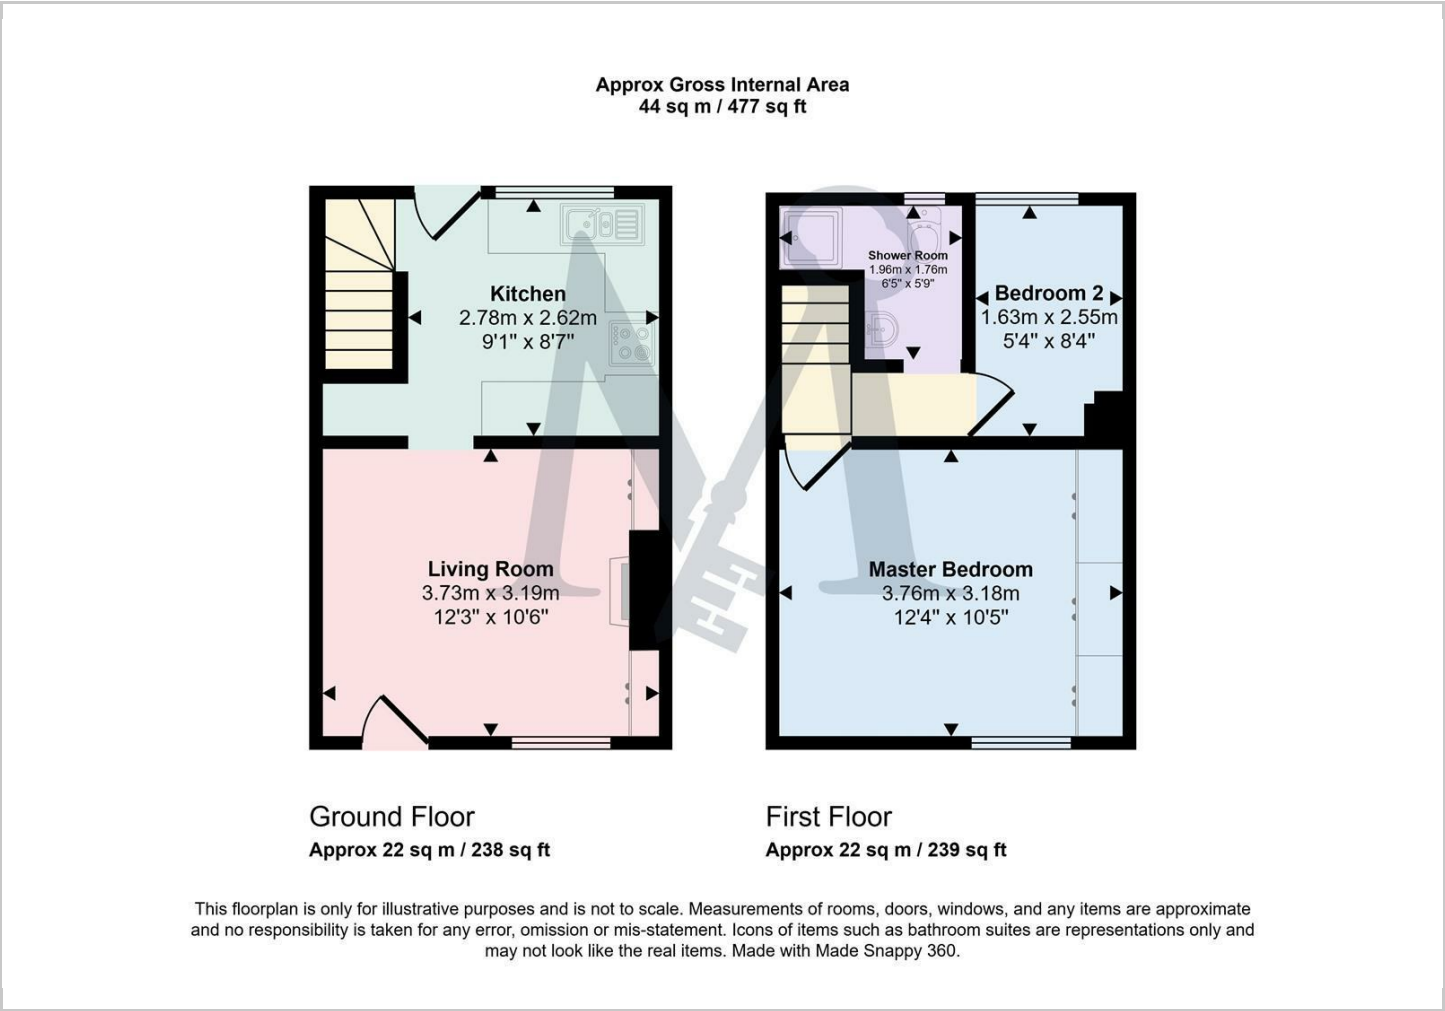 Approx Gross Internal Area
44 sq m / 477 sq ft
Kitchen
2.78m x 2.62m
9'1" x 8'7"
Living Room
3.73m x 3.19m
12'3" x 10'6"
Shower Room
1.96m x 1.76m
6'5" x 5'9"
Bedroom 2
1.63m x 2.55m
5'4" x 8'4"
Master Bedroom
3.76m x 3.18m
12'4" x 10'5"
Ground Floor
Approx 22 sq m / 238 sq ft
First Floor
Approx 22 sq m / 239 sq ft
This floorplan is only for illustrative purposes and is not to scale. Measurements of rooms, doors, windows, and any items are approximate
and no responsibility is taken for any error, omission or mis-statement. Icons of items such as bathroom suites are representations only and
may not look like the real items. Made with Made Snappy 360.